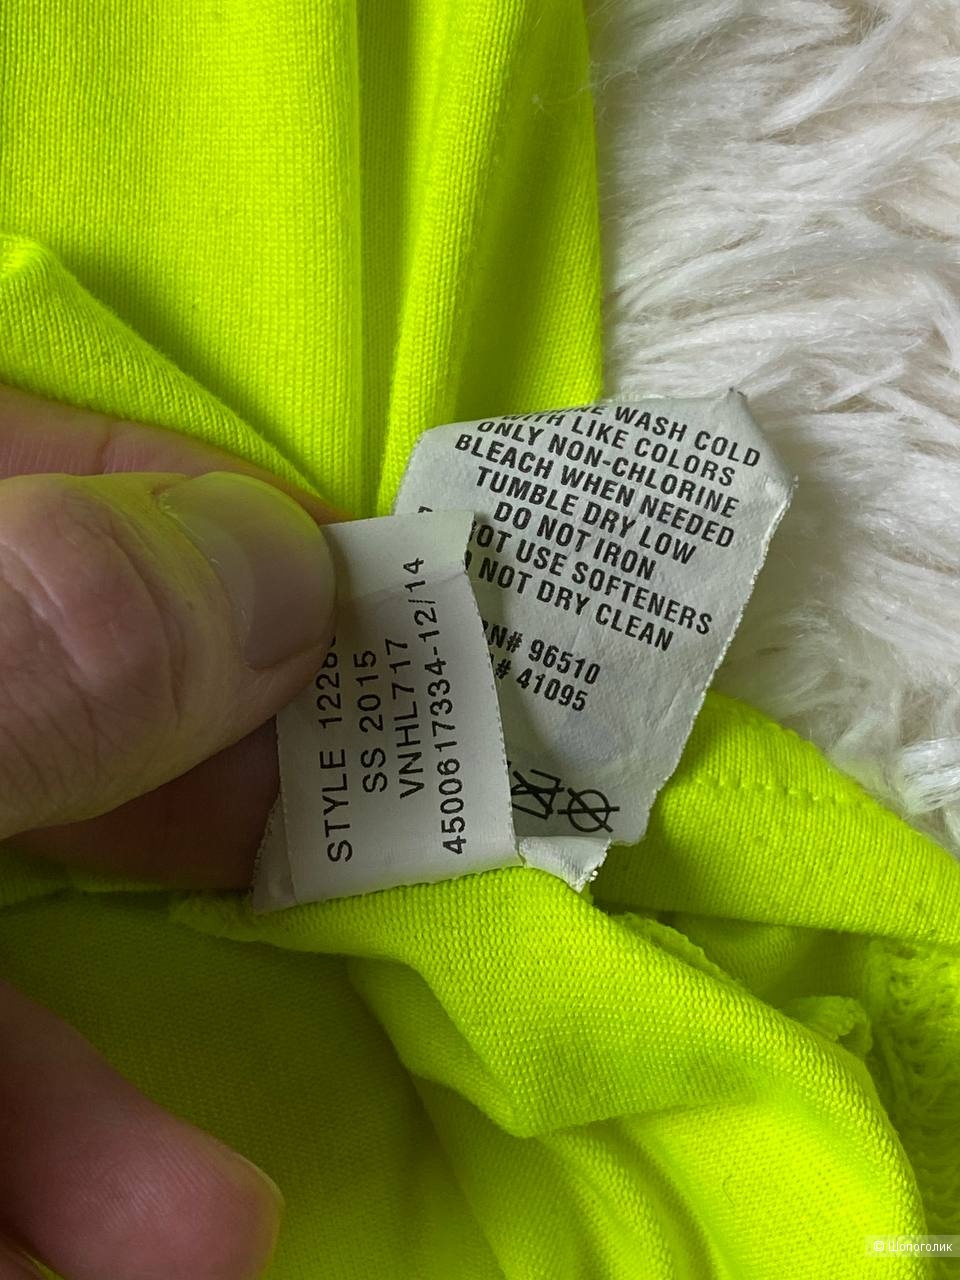 WASH COLD
WITH LIKE COLORS
ONLY NON-CHLORINE
BLEACH WHEN NEEDED
TUMBLE DRY LOW
DO NOT IRON
NOT USE SOFTENERS
NOT DRY CLEAN
RN# 96510
# 41095
STYLE 1228
SS 2015
VNHL717
4500617334-12/14
© Шопоголик